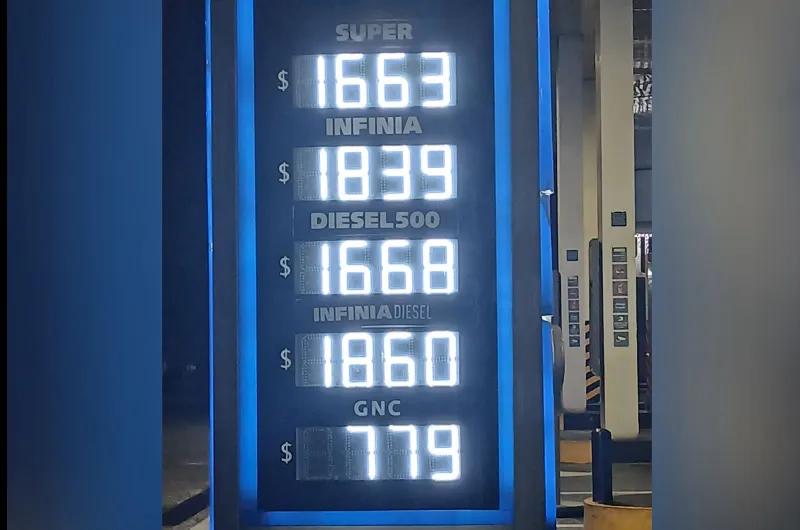 SUPER
$ 1663
INFINIA
$ 1839
DIESEL500
$ 1668
INFINIA DIESEL
$ 1860
GNC
$ 779